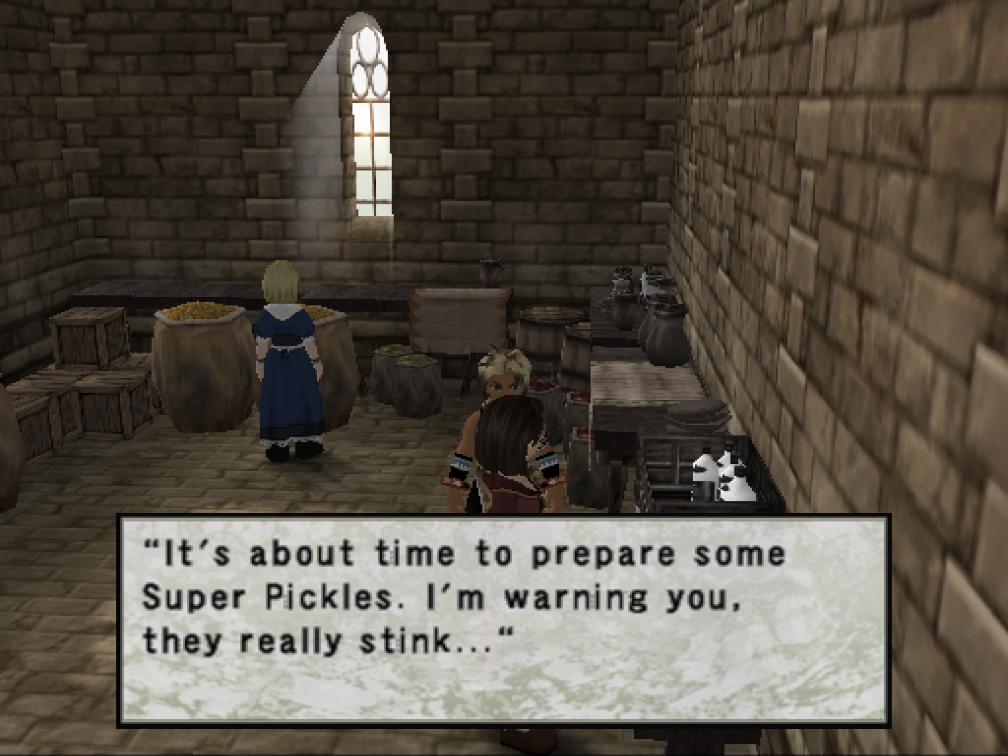 “It's about time to prepare some
Super Pickles. I'm warning you,
they really stink...“